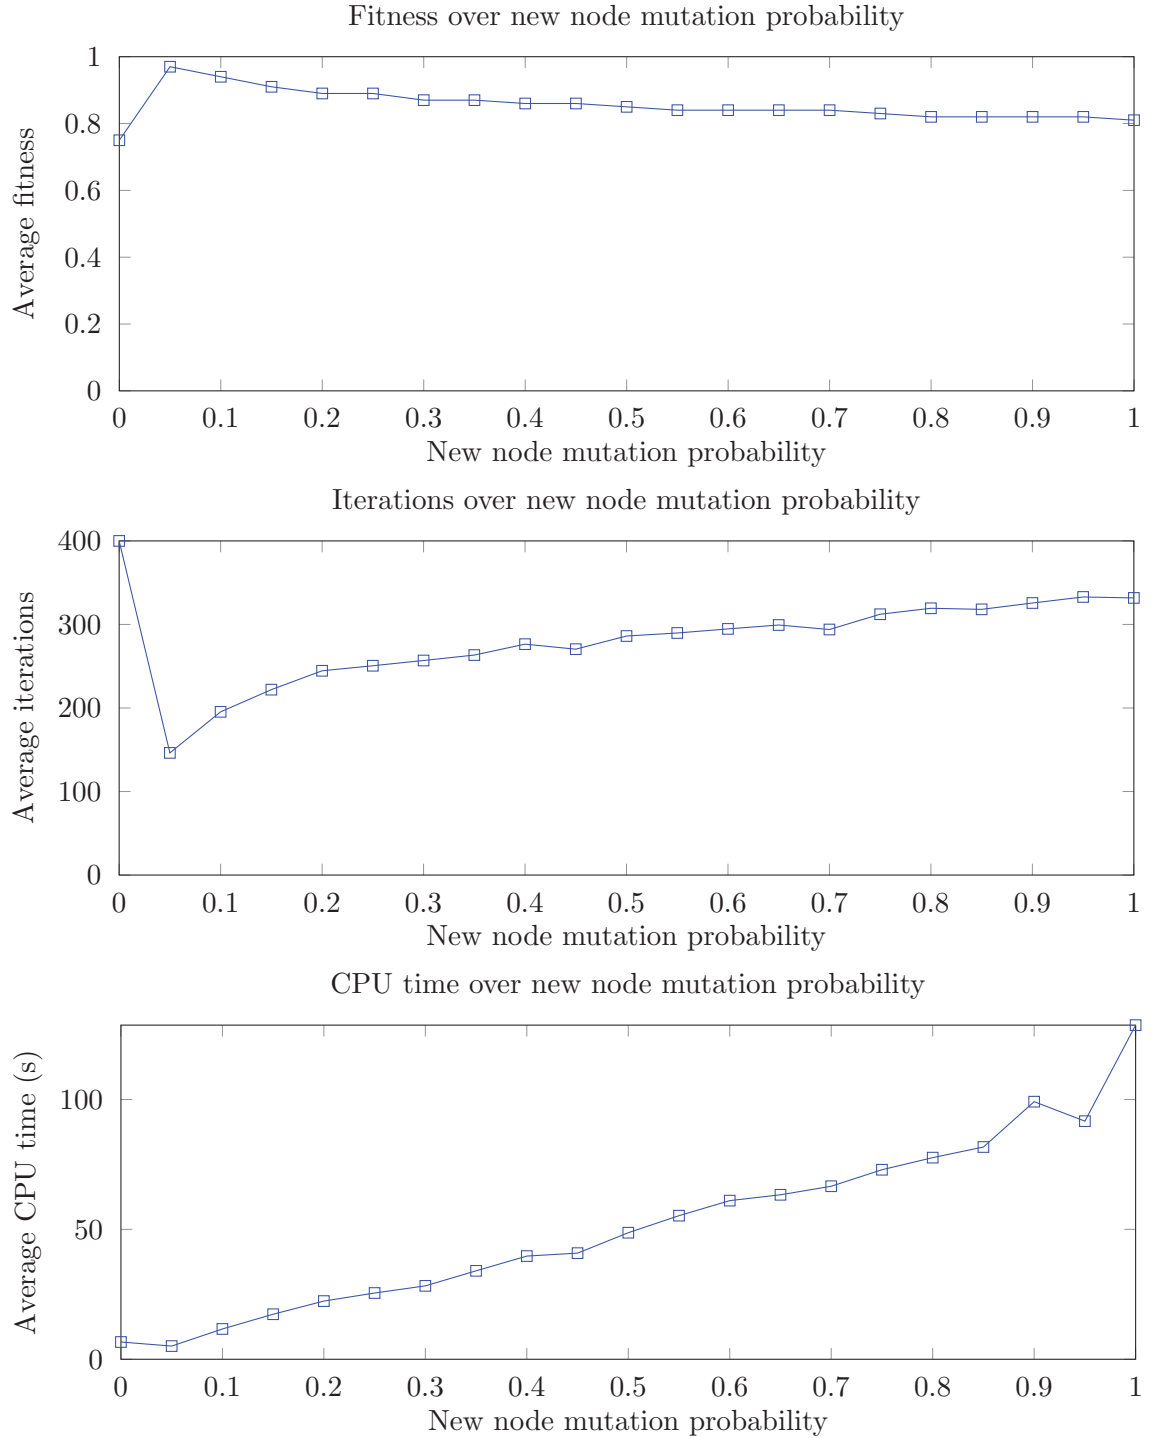 Fitness over new node mutation probability
1
0.8
0.6
0.4
0.2
0
Average fitness
0 0.1 0.2 0.3 0.4 0.5 0.6 0.7 0.8 0.9 1
New node mutation probability
Iterations over new node mutation probability
400
300
200
100
0
Average iterations
0 0.1 0.2 0.3 0.4 0.5 0.6 0.7 0.8 0.9 1
New node mutation probability
CPU time over new node mutation probability
100
50
0
Average CPU time (s)
0 0.1 0.2 0.3 0.4 0.5 0.6 0.7 0.8 0.9 1
New node mutation probability